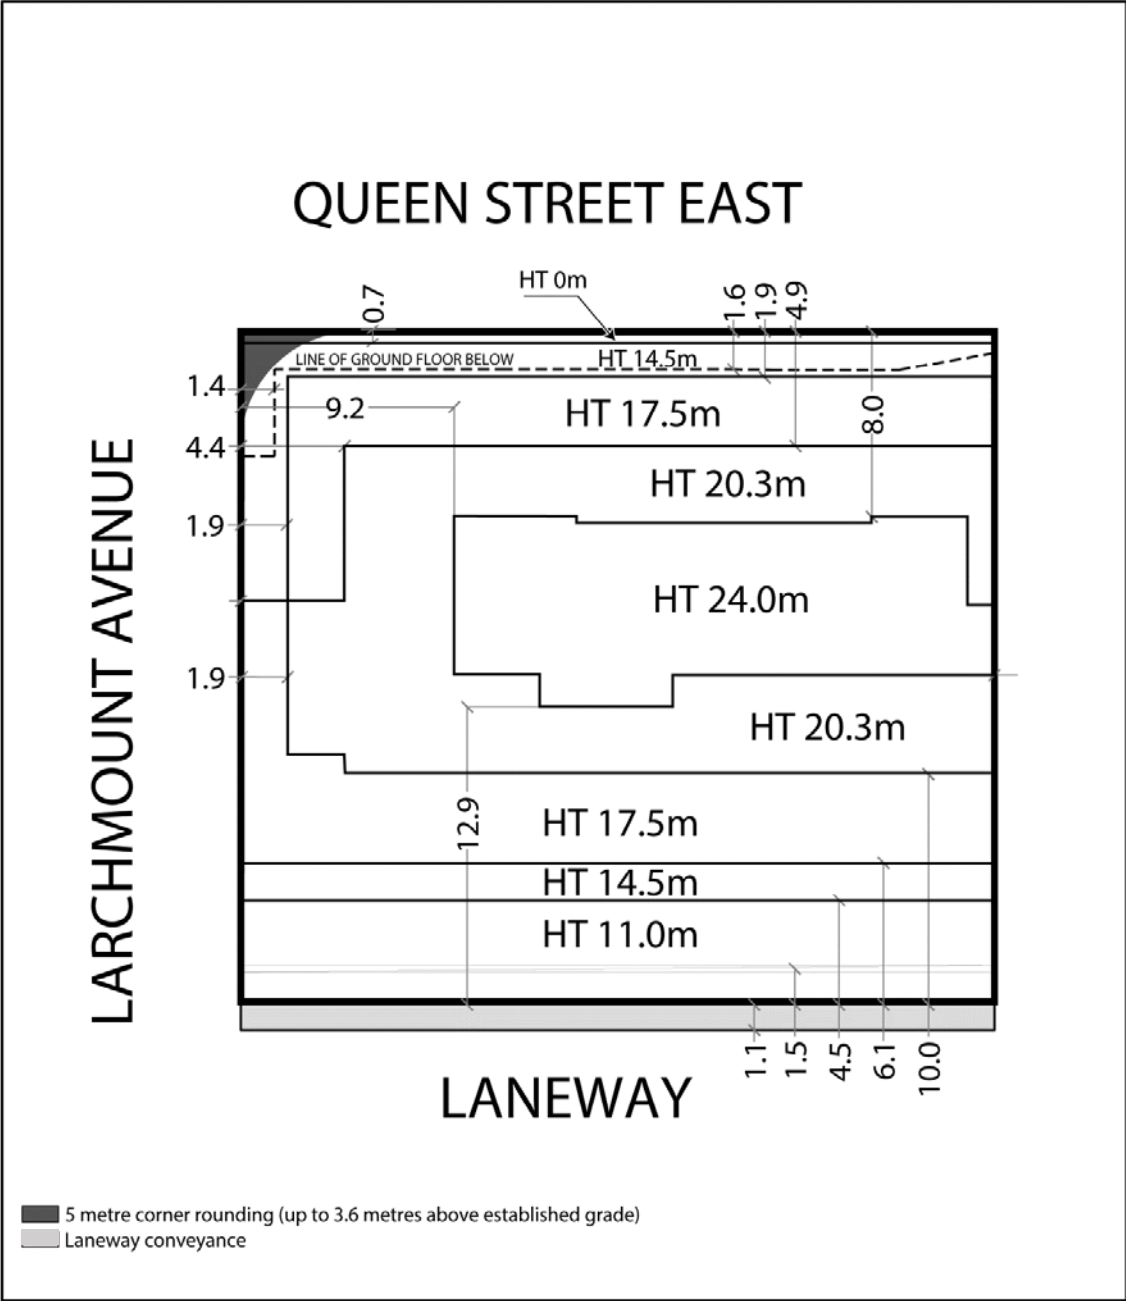 QUEEN STREET EAST
HT 0m
0.7
1.6
1.9
4.9
LINE OF GROUND FLOOR BELOW
HT 14.5m
1.4
9.2
HT 17.5m
8.0
4.4
HT 20.3m
1.9
HT 24.0m
LARCHMOUNT AVENUE
1.9
HT 20.3m
12.9
HT 17.5m
HT 14.5m
HT 11.0m
1.1
1.5
4.5
6.1
10.0
LANEWAY
5 metre corner rounding (up to 3.6 metres above established grade)
Laneway conveyance